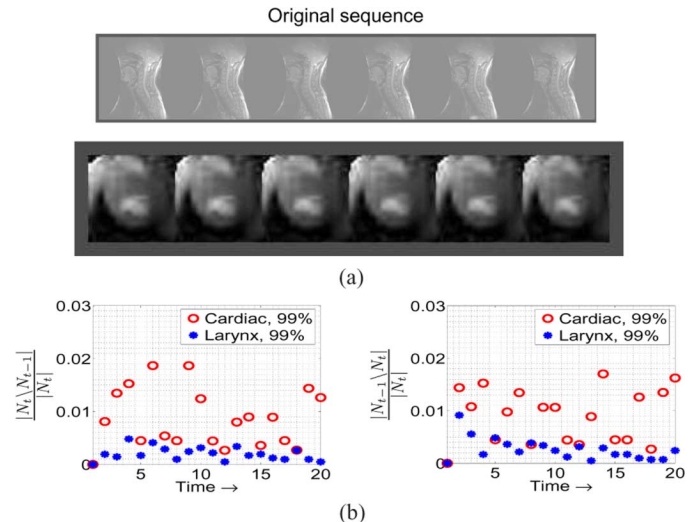 Original sequence
(a)
|N_t\N_{t-1}| / |N_t|
0.03
0.02
0.01
0
5
10
15
20
Time →
Cardiac, 99%
Larynx, 99%
|N_{t-1}\N_t| / |N_t|
0.03
0.02
0.01
0
5
10
15
20
Time →
Cardiac, 99%
Larynx, 99%
(b)